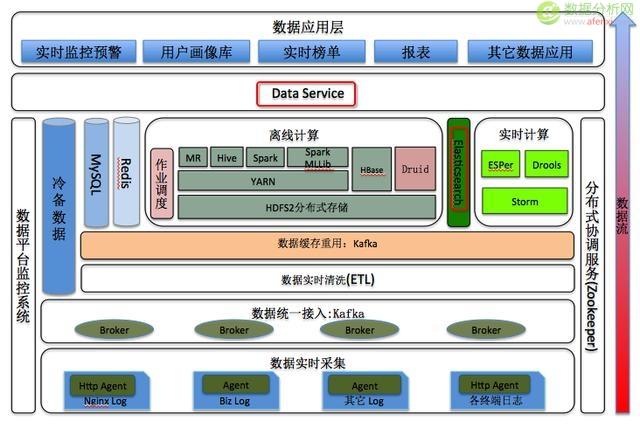 数据分析网
www.afenxi
数据应用层
实时监控预警
用户画像库
实时榜单
报表
其它数据应用
Data Service
数据平台监控系统
冷备数据
MySQL
Redis
离线计算
作业调度
MR
Hive
Spark
Spark MLLib
YARN
HBase
Druid
HDFS2分布式存储
Elasticsearch
实时计算
ESPer
Drools
Storm
分布式协调服务(Zookeeper)
数据流
数据缓存重用：Kafka
数据实时清洗(ETL)
数据统一接入:Kafka
Broker
Broker
Broker
Broker
数据实时采集
Http Agent
Nginx Log
Agent
Biz Log
Agent
其它 Log
Http Agent
各终端日志